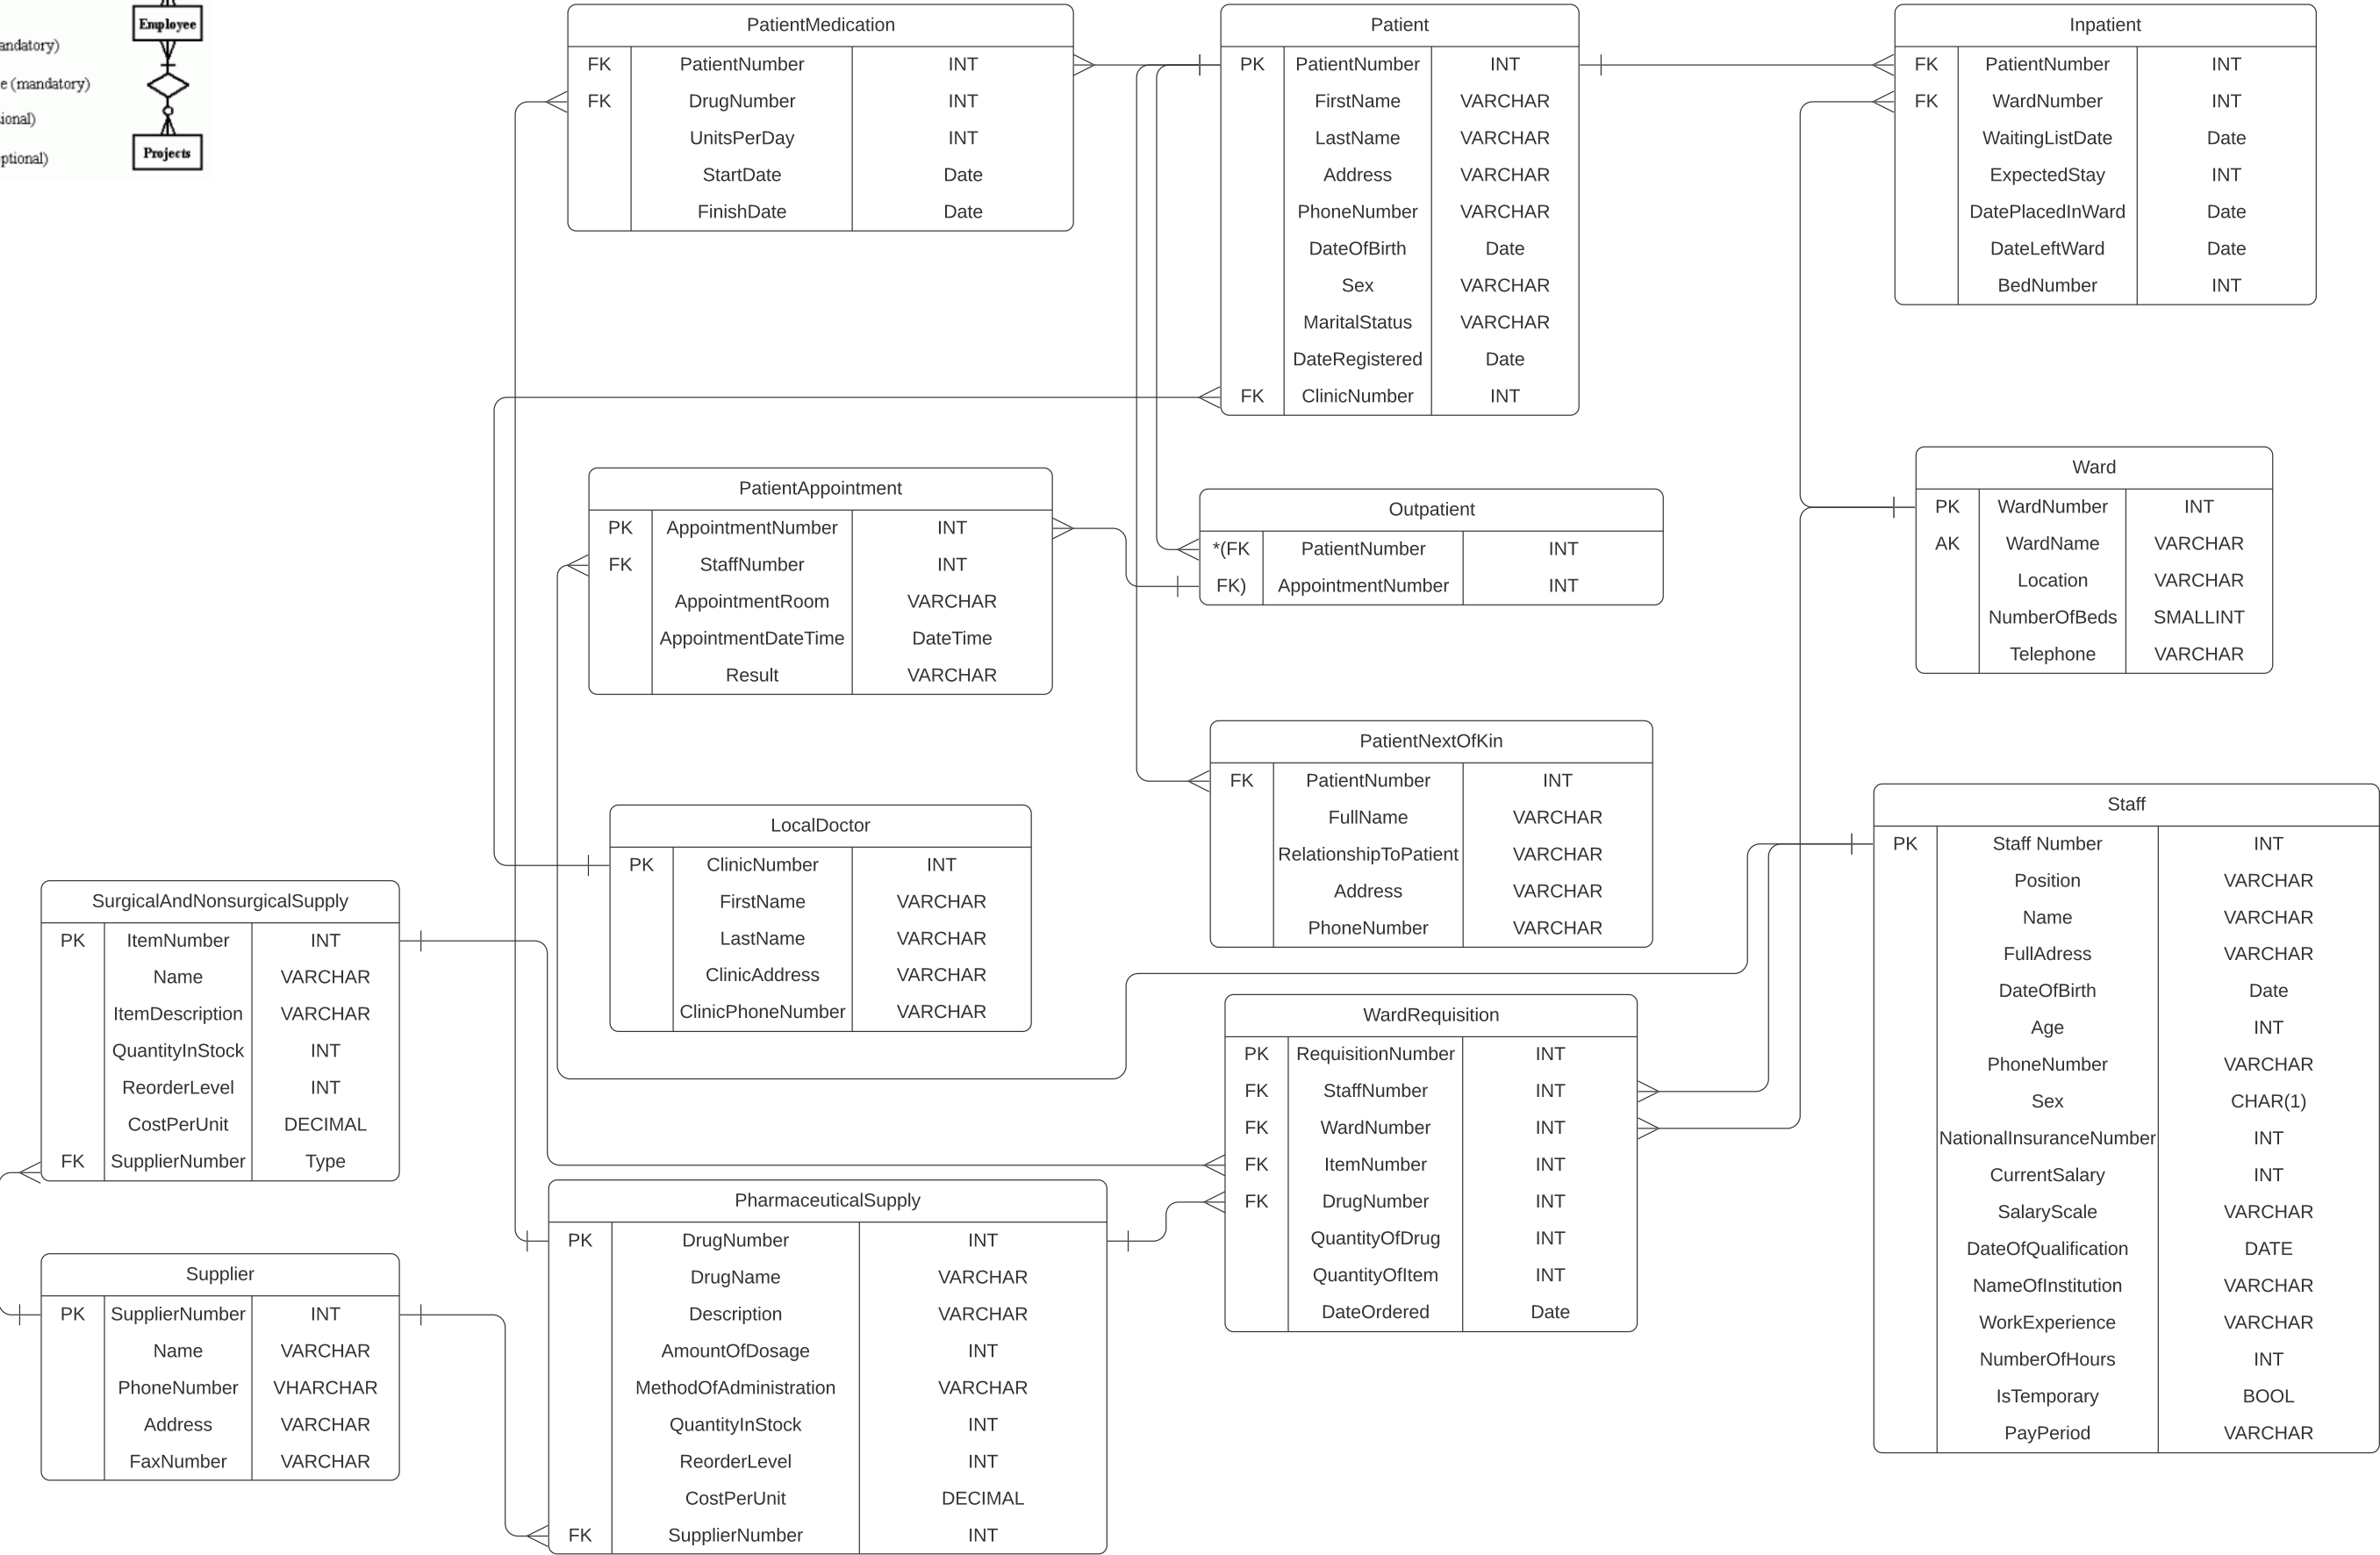 Employee
andatory)
e (mandatory)
ional)
ptional)
Projects
PatientMedication
FK PatientNumber INT
FK DrugNumber INT
UnitsPerDay INT
StartDate Date
FinishDate Date
Patient
PK PatientNumber INT
FirstName VARCHAR
LastName VARCHAR
Address VARCHAR
PhoneNumber VARCHAR
DateOfBirth Date
Sex VARCHAR
MaritalStatus VARCHAR
DateRegistered Date
FK ClinicNumber INT
Inpatient
FK PatientNumber INT
FK WardNumber INT
WaitingListDate Date
ExpectedStay INT
DatePlacedInWard Date
DateLeftWard Date
BedNumber INT
PatientAppointment
PK AppointmentNumber INT
FK StaffNumber INT
AppointmentRoom VARCHAR
AppointmentDateTime DateTime
Result VARCHAR
Outpatient
*(FK PatientNumber INT
FK) AppointmentNumber INT
Ward
PK WardNumber INT
AK WardName VARCHAR
Location VARCHAR
NumberOfBeds SMALLINT
Telephone VARCHAR
PatientNextOfKin
FK PatientNumber INT
FullName VARCHAR
RelationshipToPatient VARCHAR
Address VARCHAR
PhoneNumber VARCHAR
LocalDoctor
PK ClinicNumber INT
FirstName VARCHAR
LastName VARCHAR
ClinicAddress VARCHAR
ClinicPhoneNumber VARCHAR
Staff
PK Staff Number INT
Position VARCHAR
Name VARCHAR
FullAdress VARCHAR
DateOfBirth Date
Age INT
PhoneNumber VARCHAR
Sex CHAR(1)
NationalInsuranceNumber INT
CurrentSalary INT
SalaryScale VARCHAR
DateOfQualification DATE
NameOfInstitution VARCHAR
WorkExperience VARCHAR
NumberOfHours INT
IsTemporary BOOL
PayPeriod VARCHAR
SurgicalAndNonsurgicalSupply
PK ItemNumber INT
Name VARCHAR
ItemDescription VARCHAR
QuantityInStock INT
ReorderLevel INT
CostPerUnit DECIMAL
FK SupplierNumber Type
WardRequisition
PK RequisitionNumber INT
FK StaffNumber INT
FK WardNumber INT
FK ItemNumber INT
FK DrugNumber INT
QuantityOfDrug INT
QuantityOfItem INT
DateOrdered Date
Supplier
PK SupplierNumber INT
Name VARCHAR
PhoneNumber VHARCHAR
Address VARCHAR
FaxNumber VARCHAR
PharmaceuticalSupply
PK DrugNumber INT
DrugName VARCHAR
Description VARCHAR
AmountOfDosage INT
MethodOfAdministration VARCHAR
QuantityInStock INT
ReorderLevel INT
CostPerUnit DECIMAL
FK SupplierNumber INT